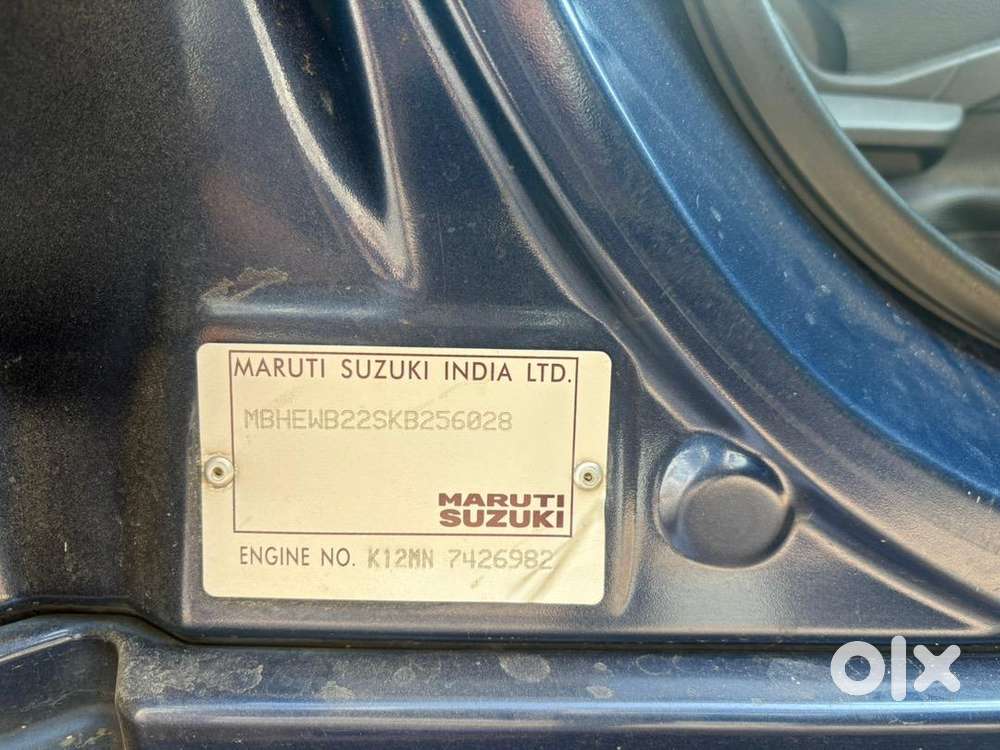 MARUTI SUZUKI INDIA LTD.
MBHEWB22SKB256028
MARUTI
SUZUKI
ENGINE NO. K12MN 7426982
olx